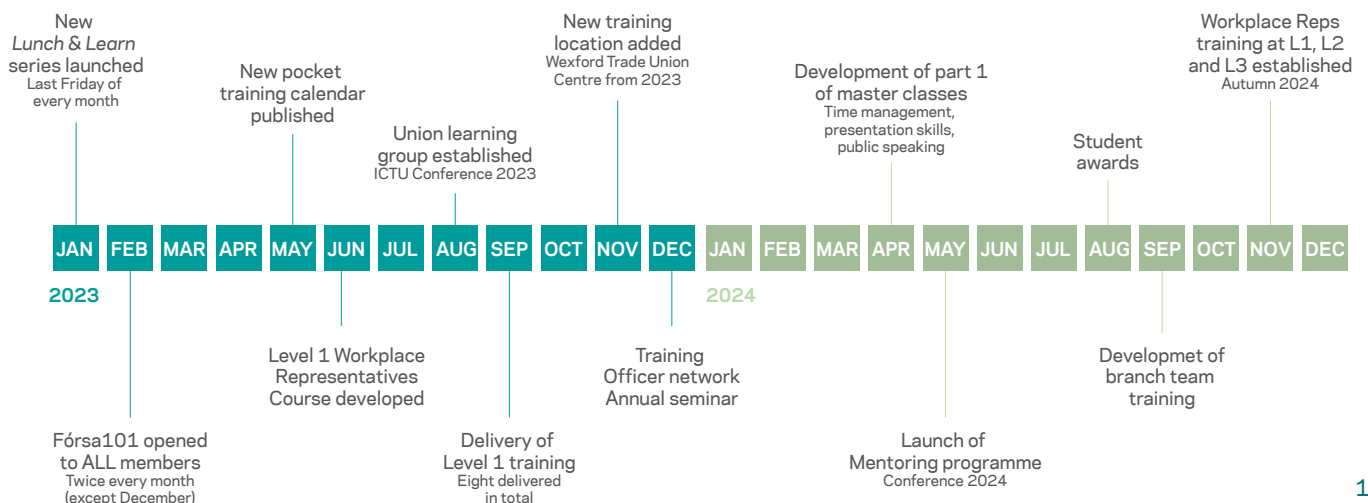 New
Lunch & Learn
series launched
Last Friday of
every month
New pocket
training calendar
published
Union learning
group established
ICTU Conference 2023
New training
location added
Wexford Trade Union
Centre from 2023
Development of part 1
of master classes
Time management,
presentation skills,
public speaking
Student
awards
Workplace Reps
training at L1, L2
and L3 established
Autumn 2024
JAN FEB MAR APR MAY JUN JUL AUG SEP OCT NOV DEC JAN FEB MAR APR MAY JUN JUL AUG SEP OCT NOV DEC
2023 2024
Fórsa101 opened
to ALL members
Twice every month
(except December)
Level 1 Workplace
Representatives
Course developed
Delivery of
Level 1 training
Eight delivered
in total
Training
Officer network
Annual seminar
Launch of
Mentoring programme
Conference 2024
Developmet of
branch team
training
1